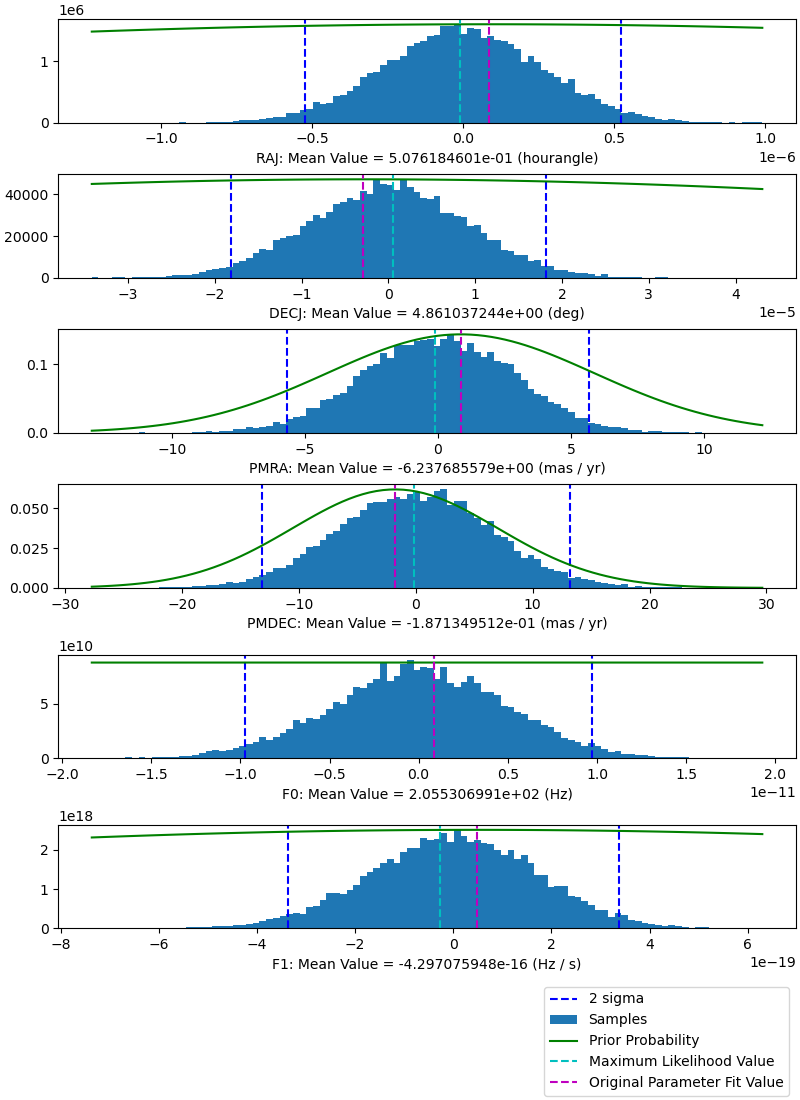 1e6
1
0
−1.0 −0.5 0.0 0.5 1.0
1e−6
RAJ: Mean Value = 5.076184601e-01 (hourangle)
40000
20000
0
−3 −2 −1 0 1 2 3 4
1e−5
DECJ: Mean Value = 4.861037244e+00 (deg)
0.1
0.0
−10 −5 0 5 10
PMRA: Mean Value = -6.237685579e+00 (mas / yr)
0.050
0.025
0.000
−30 −20 −10 0 10 20 30
PMDEC: Mean Value = -1.871349512e-01 (mas / yr)
1e10
5
0
−2.0 −1.5 −1.0 −0.5 0.0 0.5 1.0 1.5 2.0
1e−11
F0: Mean Value = 2.055306991e+02 (Hz)
1e18
2
1
0
−8 −6 −4 −2 0 2 4 6
1e−19
F1: Mean Value = -4.297075948e-16 (Hz / s)
2 sigma
Samples
Prior Probability
Maximum Likelihood Value
Original Parameter Fit Value